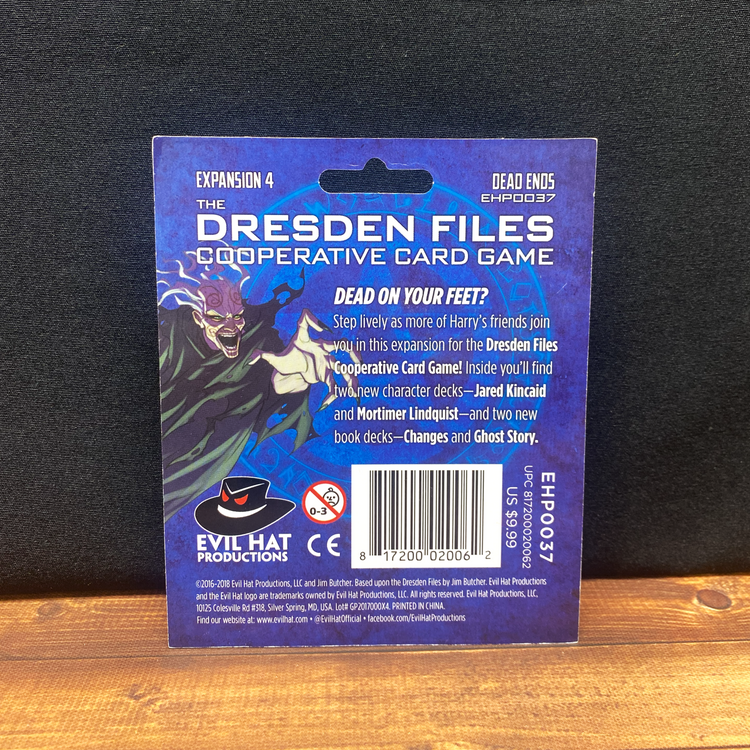 EXPANSION 4
DEAD ENDS
EHP0037
THE
DRESDEN FILES
COOPERATIVE CARD GAME
DEAD ON YOUR FEET?
Step lively as more of Harry's friends join
you in this expansion for the Dresden Files
Cooperative Card Game! Inside you'll find
two new character decks—Jared Kincaid
and Mortimer Lindquist—and two new
book decks—Changes and Ghost Story.
EVIL HAT
PRODUCTIONS
0-3
CE
8 17200 02006 2
EHP0037
UPC 817200020062
US $9.99
©2016-2018 Evil Hat Productions, LLC and Jim Butcher. Based upon the Dresden Files by Jim Butcher. Evil Hat Productions
and the Evil Hat logo are trademarks owned by Evil Hat Productions, LLC. All rights reserved. Evil Hat Productions, LLC,
10125 Colesville Rd #318, Silver Spring, MD, USA. Lot# GP2017000X4. PRINTED IN CHINA.
Find our website at: www.evilhat.com • @EvilHatOfficial • facebook.com/EvilHatProductions